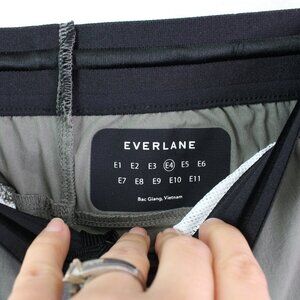 EVERLANE
E1 E2 E3 E4 E5 E6
E7 E8 E9 E10 E11
Bac Giang, Vietnam